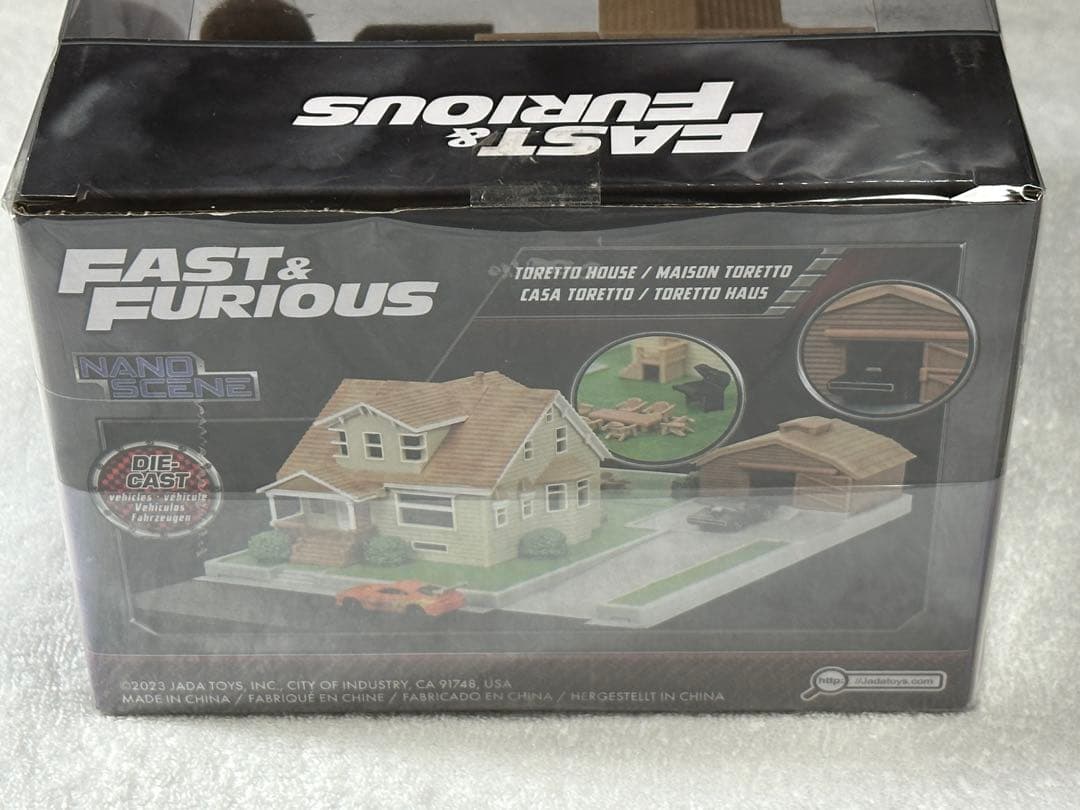 FAST &
FURIOUS
FAST &
FURIOUS
TORETTO HOUSE / MAISON TORETTO
CASA TORETTO / TORETTO HAUS
NANO
SCENE
DIE-
CAST
vehicles • véhicule
Vehículos
Fahrzeugen
©2023 JADA TOYS, INC., CITY OF INDUSTRY, CA 91748, USA
MADE IN CHINA / FABRIQUÉ EN CHINE / FABRICADO EN CHINA / HERGESTELLT IN CHINA
http: //Jadatoys.com